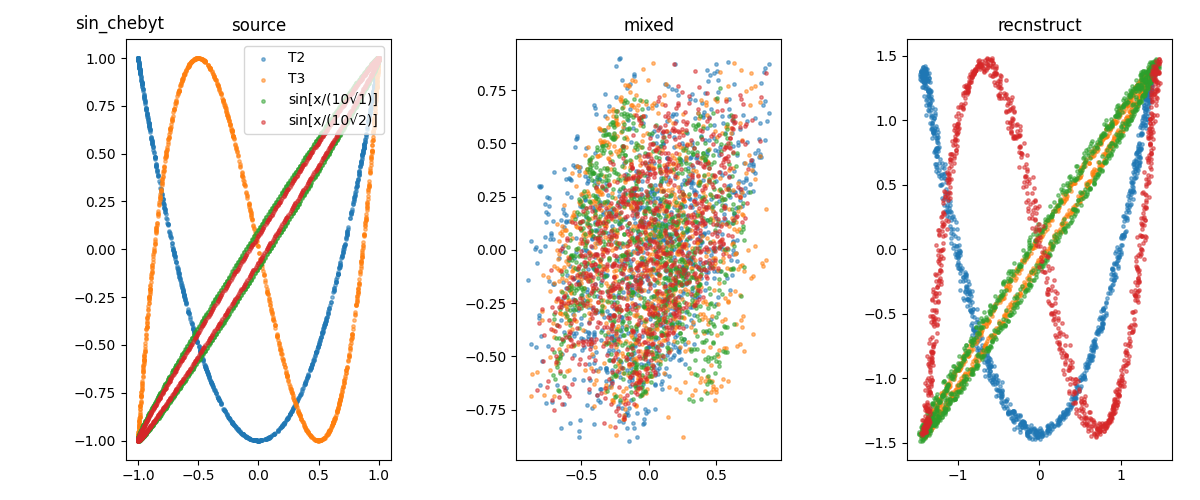 sin_chebyt
source
mixed
recnstruct
T2
T3
sin[x/(10√1)]
sin[x/(10√2)]
1.00
0.75
0.50
0.25
0.00
−0.25
−0.50
−0.75
−1.00
−1.0 −0.5 0.0 0.5 1.0
0.75
0.50
0.25
0.00
−0.25
−0.50
−0.75
−0.5 0.0 0.5
1.5
1.0
0.5
0.0
−0.5
−1.0
−1.5
−1 0 1